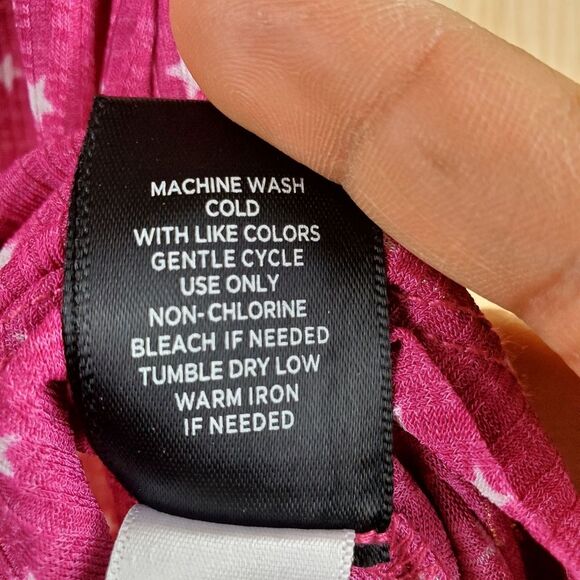 MACHINE WASH
COLD
WITH LIKE COLORS
GENTLE CYCLE
USE ONLY
NON-CHLORINE
BLEACH IF NEEDED
TUMBLE DRY LOW
WARM IRON
IF NEEDED